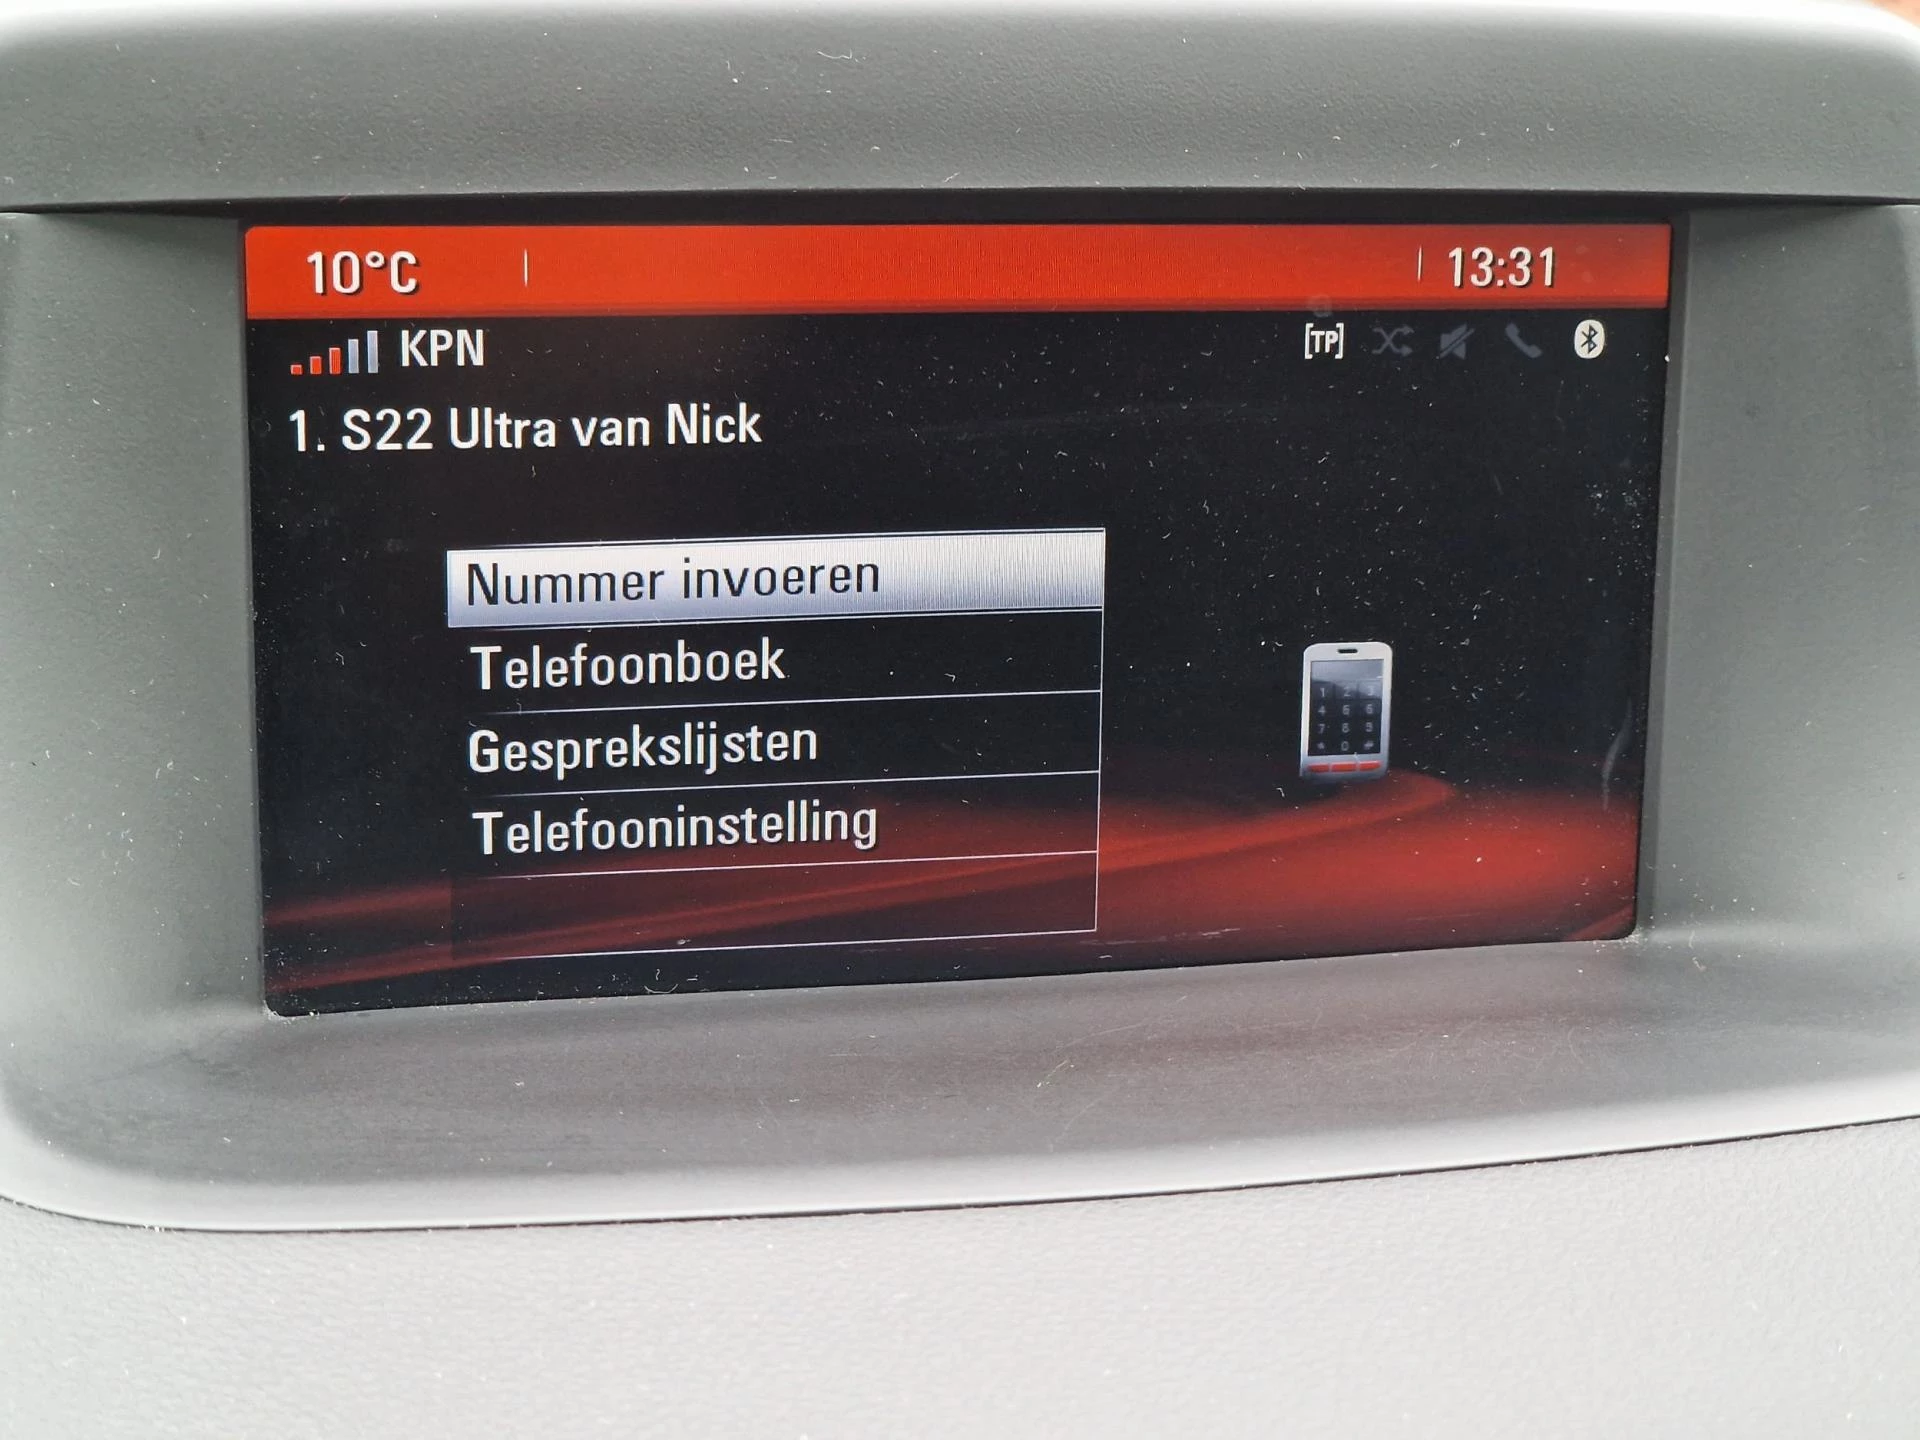 10°C 13:31
KPN [TP]
1. S22 Ultra van Nick
Nummer invoeren
Telefoonboek
Gesprekslijsten
Telefooninstelling